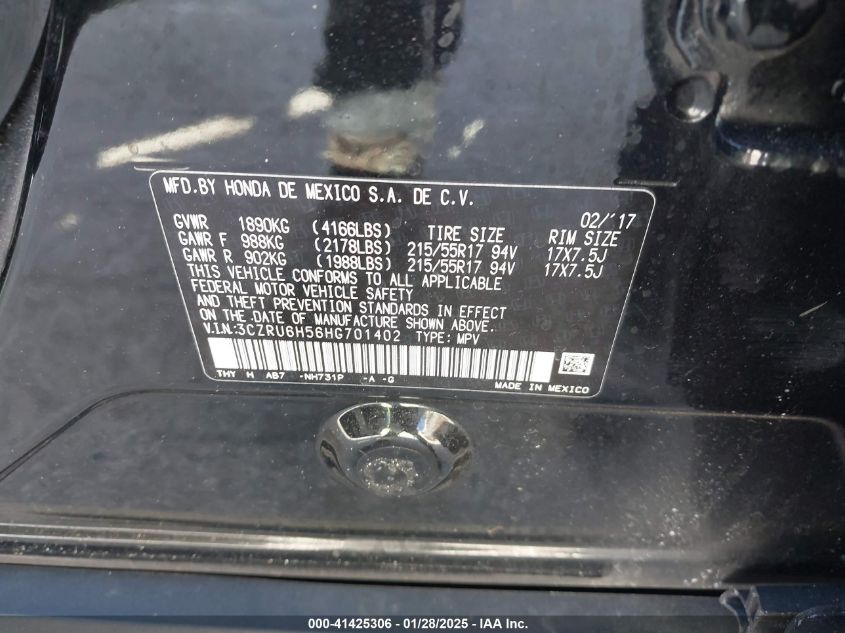 MFD.BY HONDA DE MEXICO S.A. DE C.V.
02/'17
GVWR 1890KG (4166LBS) TIRE SIZE RIM SIZE
GAWR F 988KG (2178LBS) 215/55R17 94V 17X7.5J
GAWR R 902KG (1988LBS) 215/55R17 94V 17X7.5J
THIS VEHICLE CONFORMS TO ALL APPLICABLE
FEDERAL MOTOR VEHICLE SAFETY
AND THEFT PREVENTION STANDARDS IN EFFECT
ON THE DATE OF MANUFACTURE SHOWN ABOVE.
V.I.N:3CZRU6H56HG701402 TYPE: MPV
THY H AB7 -NH731P -A -G
MADE IN MEXICO
000-41425306 | 01/28/2025 | © IAA Inc.